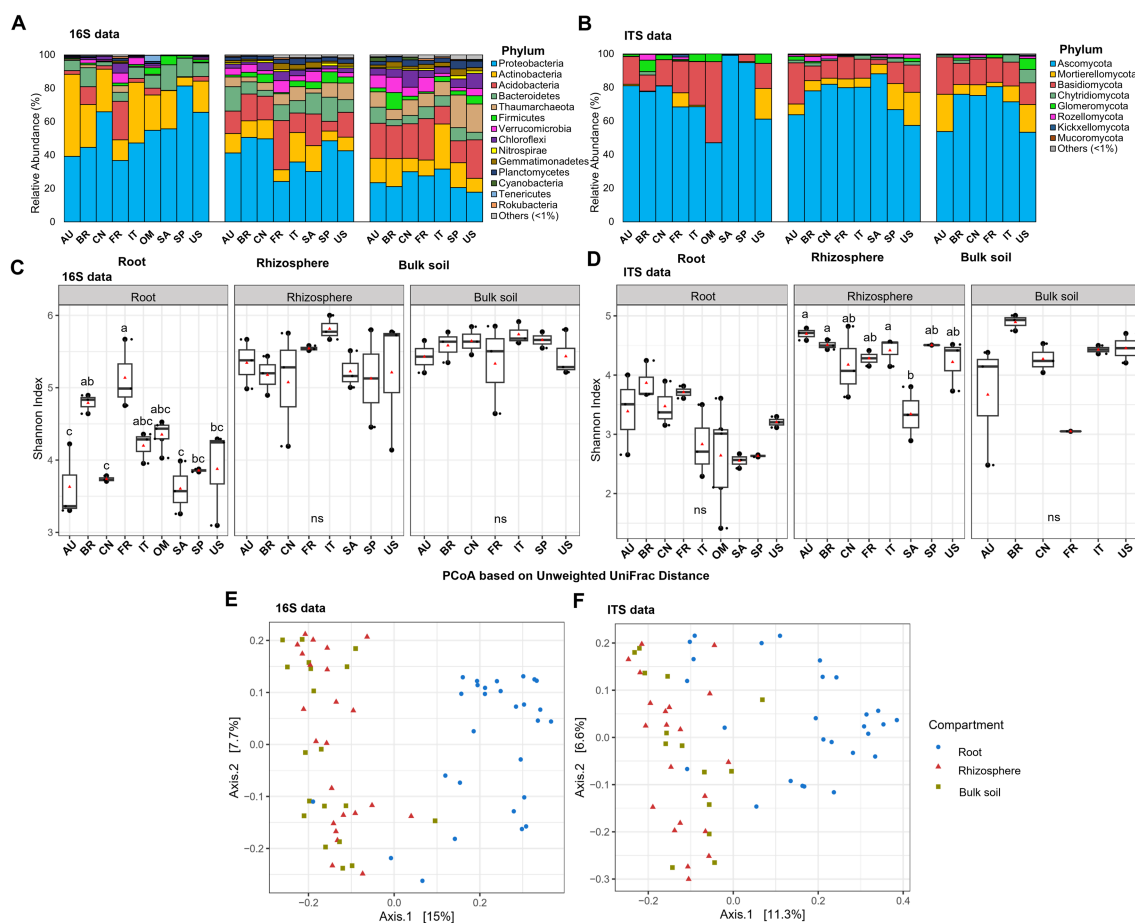 A 16S data
Relative Abundance (%)
100
80
60
40
20
0
AU BR CN FR IT OM SA SP US
AU BR CN FR IT SA SP US
AU BR CN FR IT SP US
Root Rhizosphere Bulk soil
Phylum
Proteobacteria
Actinobacteria
Acidobacteria
Bacteroidetes
Thaumarchaeota
Firmicutes
Verrucomicrobia
Chloroflexi
Nitrospirae
Gemmatimonadetes
Planctomycetes
Cyanobacteria
Tenericutes
Rokubacteria
Others (<1%)
B ITS data
Relative Abundance (%)
100
80
60
40
20
0
AU BR CN FR IT OM SA SP US
AU BR CN FR IT SA SP US
AU BR CN FR IT US
Root Rhizosphere Bulk soil
Phylum
Ascomycota
Mortierellomycota
Basidiomycota
Chytridiomycota
Glomeromycota
Rozellomycota
Kickxellomycota
Mucoromycota
Others (<1%)
C 16S data
Root Rhizosphere Bulk soil
Shannon Index
6
5
4
3
c ab c a abc abc c bc bc
ns ns
AU BR CN FR IT OM SA SP US
AU BR CN FR IT SA SP US
AU BR CN FR IT SP US
D ITS data
Root Rhizosphere Bulk soil
Shannon Index
5
4
3
2
ns
a ab ab ab a b ab ab
ns
AU BR CN FR IT OM SA SP US
AU BR CN FR IT SA SP US
AU BR CN FR IT US
PCoA based on Unweighted UniFrac Distance
E 16S data
Axis.2 [7.7%]
0.2
0.1
0.0
−0.1
−0.2
−0.2 0.0 0.2
Axis.1 [15%]
F ITS data
Axis.2 [6.6%]
0.2
0.1
0.0
−0.1
−0.2
−0.3
−0.2 0.0 0.2 0.4
Axis.1 [11.3%]
Compartment
Root
Rhizosphere
Bulk soil